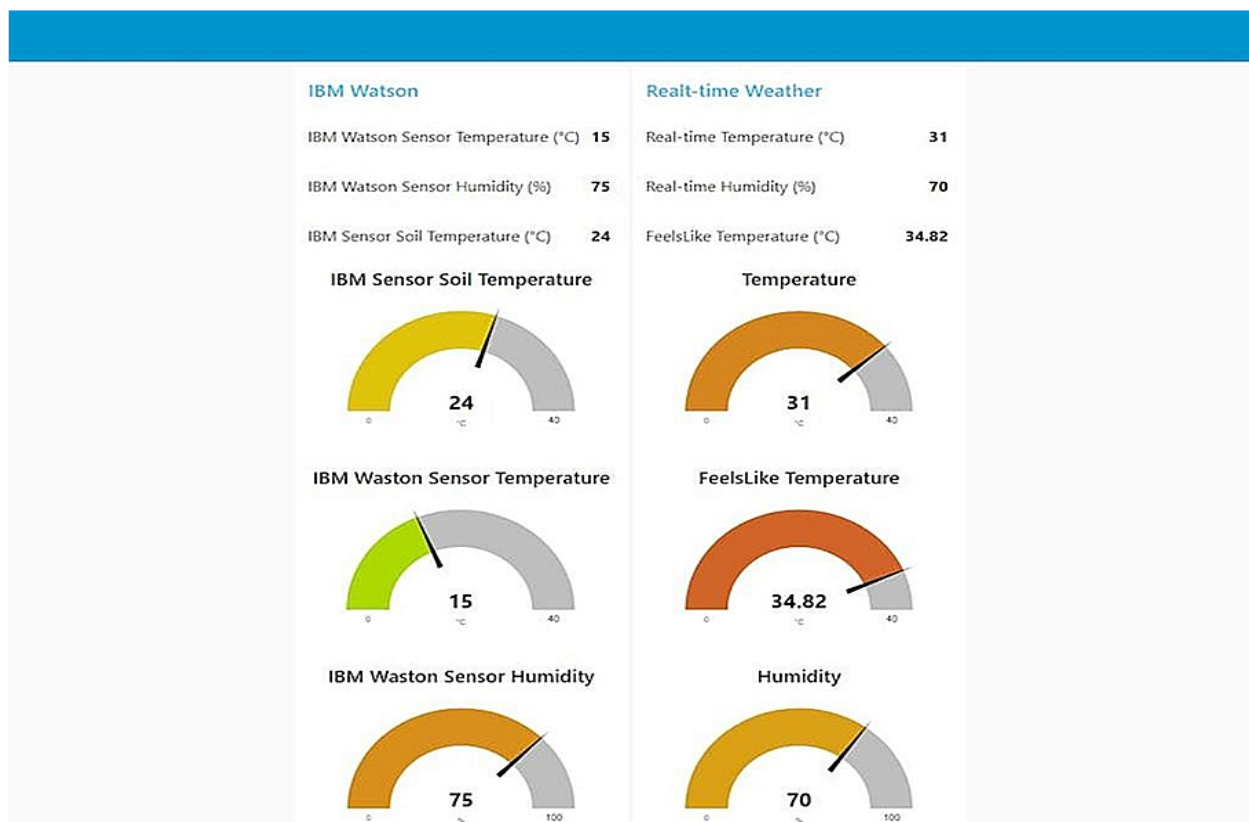 IBM Watson
IBM Watson Sensor Temperature (°C) 15
IBM Watson Sensor Humidity (%) 75
IBM Sensor Soil Temperature (°C) 24
IBM Sensor Soil Temperature
24
°C
0 40
IBM Waston Sensor Temperature
15
°C
0 40
IBM Waston Sensor Humidity
75
%
0 100
Realt-time Weather
Real-time Temperature (°C) 31
Real-time Humidity (%) 70
FeelsLike Temperature (°C) 34.82
Temperature
31
°C
0 40
FeelsLike Temperature
34.82
°C
0 40
Humidity
70
%
0 100